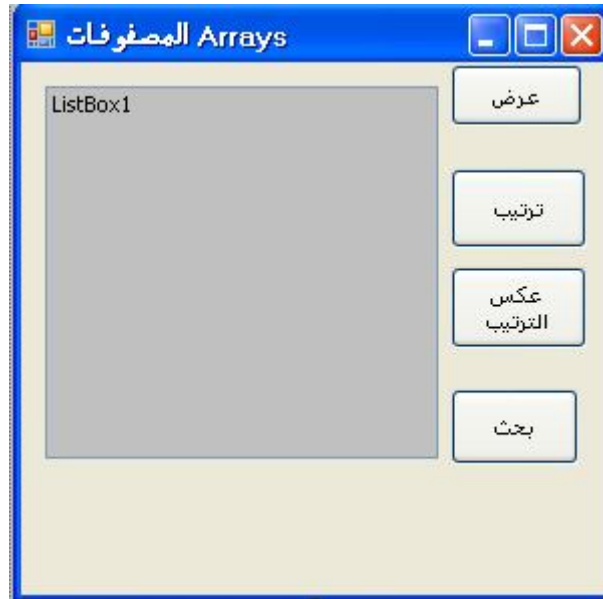 المصفوفات Arrays
ListBox1
عرض
ترتيب
عكس
الترتيب
بحث